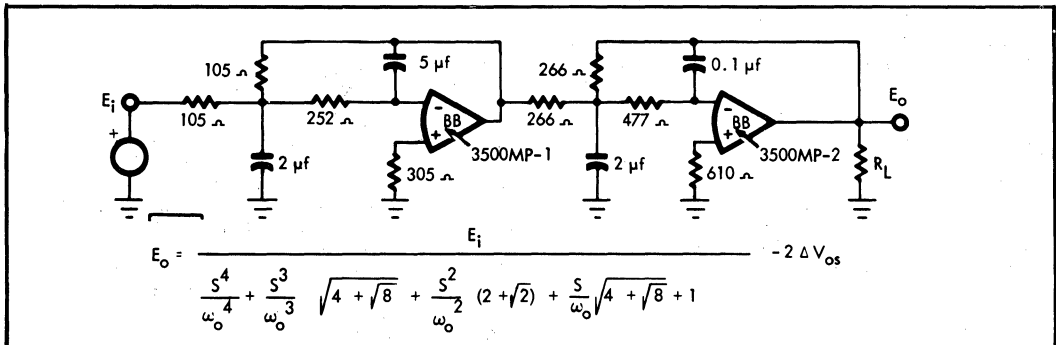 105 Ω
5 μf
266 Ω
0.1 μf
E_i
105 Ω
252 Ω
BB
3500MP-1
266 Ω
477 Ω
BB
3500MP-2
E_o
+
2 μf
305 Ω
2 μf
610 Ω
R_L
- +
- +
E_o = E_i / (S^4/ω_o^4 + S^3/ω_o^3 √(4 + √8) + S^2/ω_o^2 (2 + √2) + S/ω_o √(4 + √8) + 1) - 2 Δ V_os